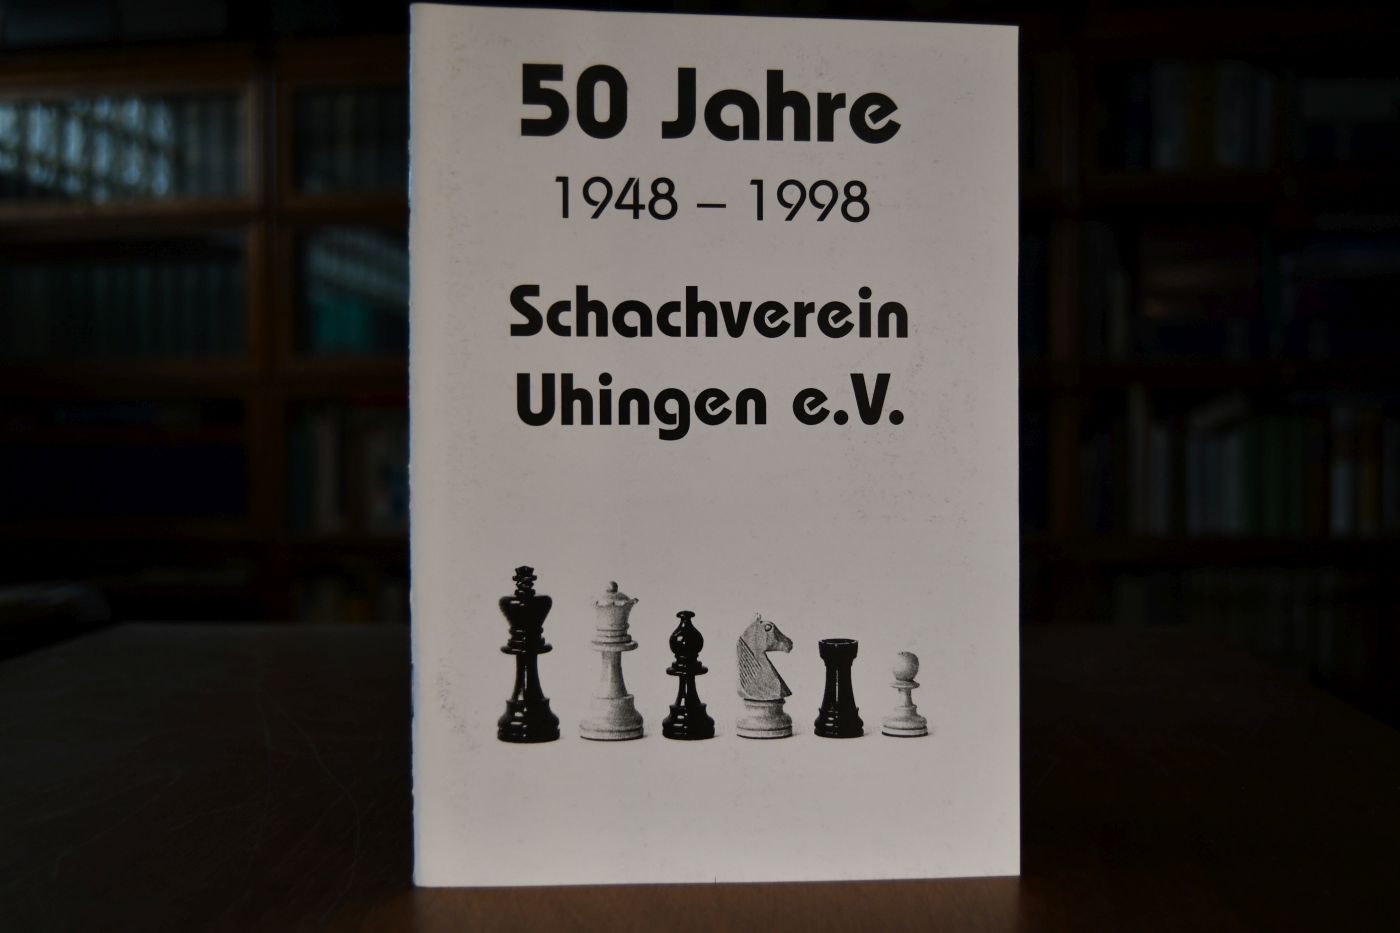 50 Jahre
1948 – 1998
Schachverein
Uhingen e.V.